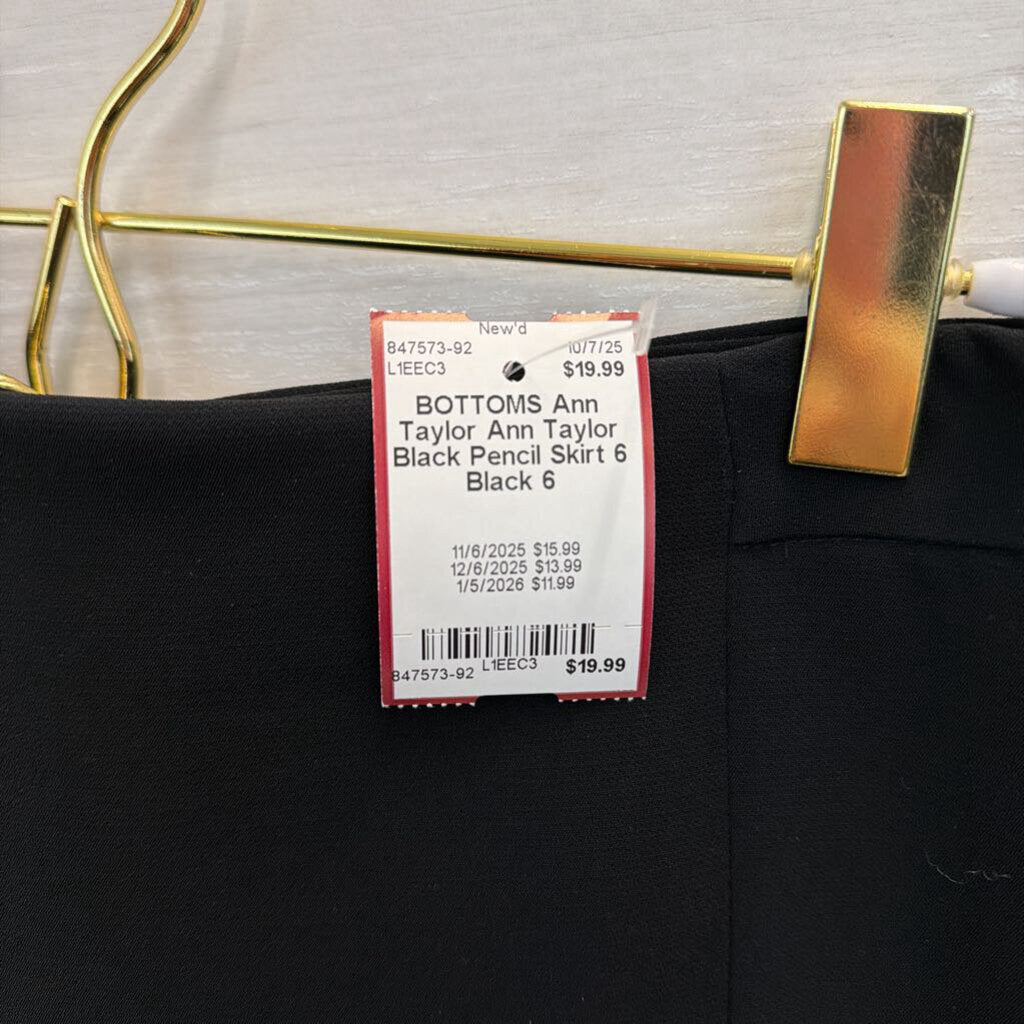 New'd
847573-92 10/7/25
L1EEC3 $19.99
BOTTOMS Ann
Taylor Ann Taylor
Black Pencil Skirt 6
Black 6
11/6/2025 $15.99
12/6/2025 $13.99
1/5/2026 $11.99
847573-92 L1EEC3 $19.99